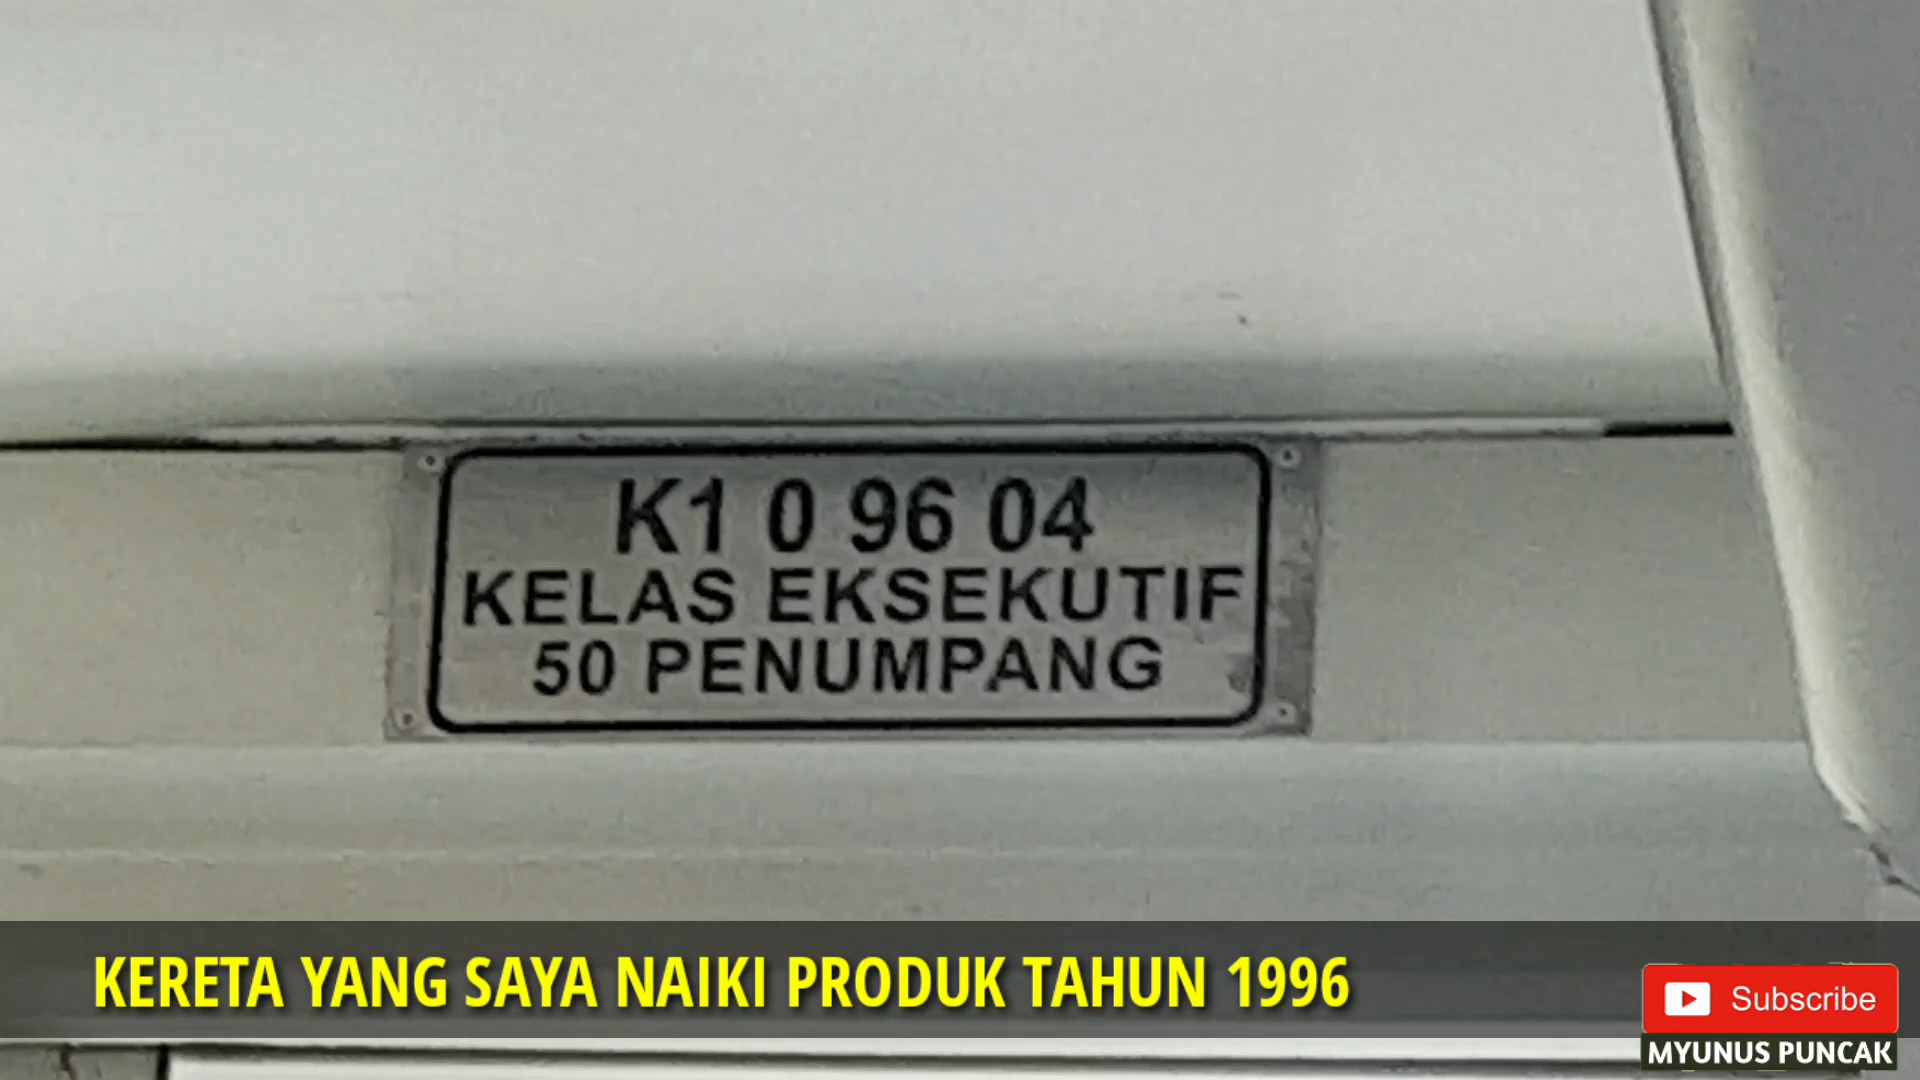 K1 0 96 04
KELAS EKSEKUTIF
50 PENUMPANG
KERETA YANG SAYA NAIKI PRODUK TAHUN 1996
Subscribe
MYUNUS PUNCAK